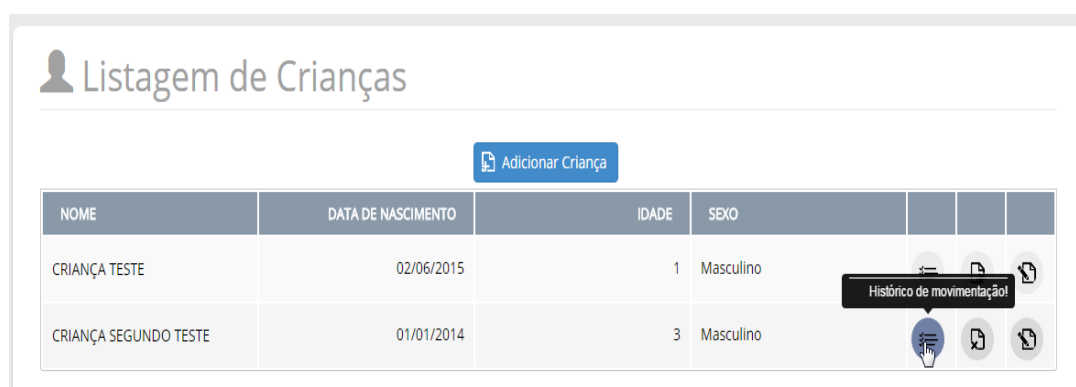 Listagem de Crianças
Adicionar Criança
NOME DATA DE NASCIMENTO IDADE SEXO
CRIANÇA TESTE 02/06/2015 1 Masculino
Histórico de movimentação!
CRIANÇA SEGUNDO TESTE 01/01/2014 3 Masculino